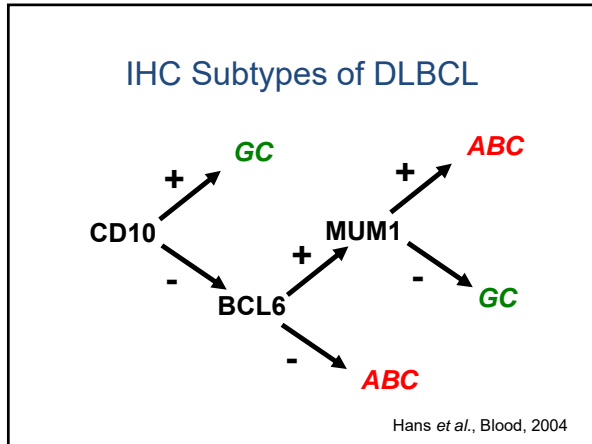 IHC Subtypes of DLBCL
ABC
GC
+
+
CD10
MUM1
+
-
-
BCL6
GC
-
ABC
Hans et al., Blood, 2004